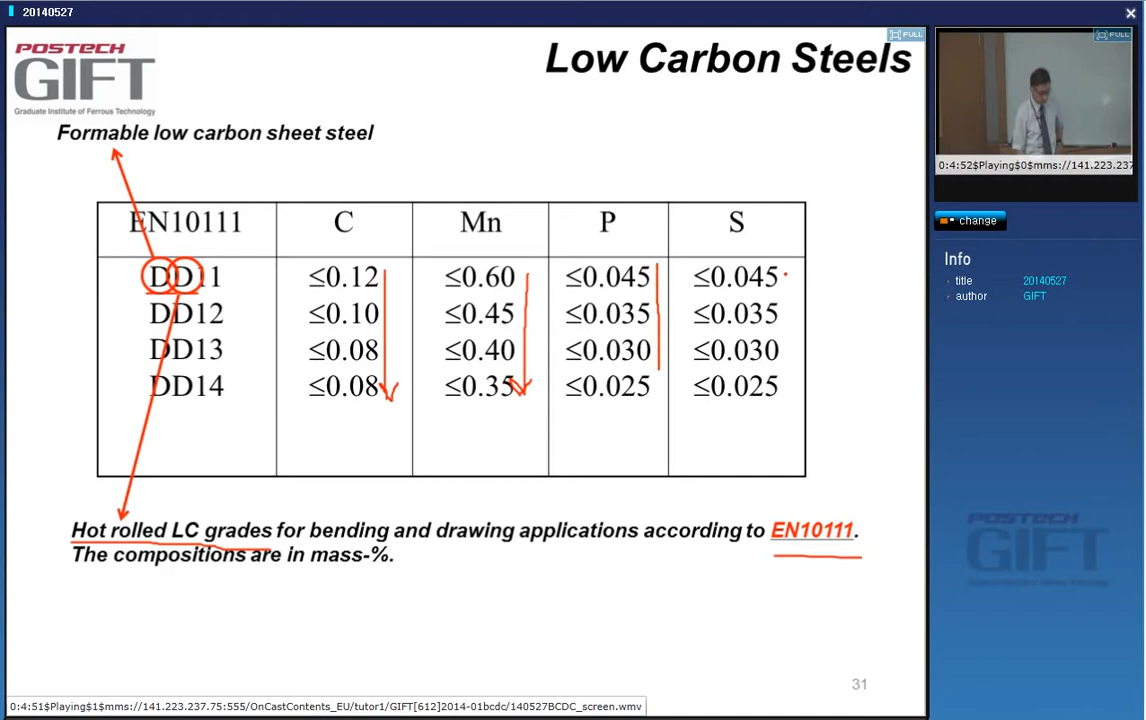 20140527
FULL
POSTECH
GIFT
Graduate Institute of Ferrous Technology
Low Carbon Steels
Formable low carbon sheet steel
EN10111 C Mn P S
DD11 ≤0.12 ≤0.60 ≤0.045 ≤0.045
DD12 ≤0.10 ≤0.45 ≤0.035 ≤0.035
DD13 ≤0.08 ≤0.40 ≤0.030 ≤0.030
DD14 ≤0.08 ≤0.35 ≤0.025 ≤0.025
Hot rolled LC grades for bending and drawing applications according to EN10111.
The compositions are in mass-%.
31
0:4:51$Playing$1$mms://141.223.237.75:555/OnCastContents_EU/tutor1/GIFT[612]2014-01bcdc/140527BCDC_screen.wmv
FULL
0:4:52$Playing$0$mms://141.223.237
change
Info
title 20140527
author GIFT
POSTECH
GIFT
Graduate Institute of Ferrous Technology